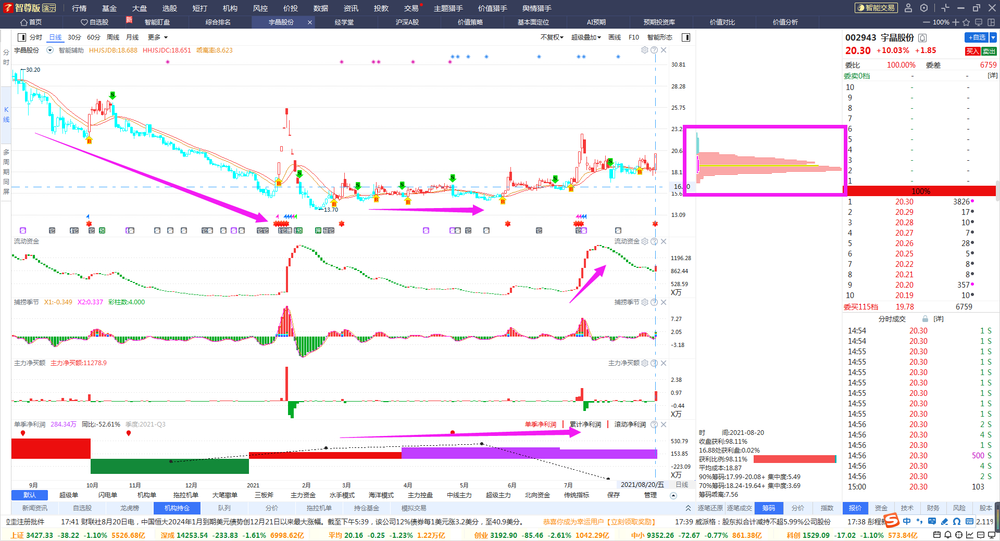 智尊版 演示 行情 基金 大盘 选股 短打 机构 风控 价投 数据 资讯 投教 交易 主题猎手 价值猎手 舆情猎手 智能交易
首页 自选股 新 智能盯盘 综合排名 宇晶股份 经学堂 沪深A股 价值策略 基本面定位 AI预期 预期投资库 价值对比 价值分析 100%
分时 日线 30分 60分 周线 月线 更多 不复权 超级叠加 画线 F10 智能形态
宇晶股份 智能辅助 HHJSJDB:18.688 HHJSJDC:18.651 乖离率:8.623
分时
K线
多周期同屏
30.20
13.70
30.81
28.28
25.75
23.2
20.6
18.1
16.
15.6
13.09
流动资金 流动资金
1196.28
862.44
528.59
X万
捕捞季节 X1:-0.349 X2:0.337 彩柱数:4.000 捕捞季节
7.27
2.05
-3.18
主力净买额 主力净买额:11278.9 主力净买额
2.38
0.97
-0.44
X万
单季净利润 284.34万 同比:-52.61% 季度:2021-Q3 单季净利润 累计净利润 滚动净利润
530.79
153.85
-223.09
X万
9月 10月 11月 12月 2021 2月 3月 4月 5月 6月 7月 2021/08/20/五 日线
默认 超级单 闪电单 机构单 拖拉机单 大笔撤单 三板斧 主力资金 水手模式 海洋模式 主力控盘 中线主力 超级主力 北向资金 传统指标 保存 管理
新闻资讯 自选股 龙虎榜 机构持仓 队列 分价 拖拉机单 持仓基金 模拟交易
时 间:2021-08-20
收盘获利:98.11%
16.88处获利盘:0.02%
获利比例:98.11%
平均成本:18.87
90%筹码:17.99-20.08+ 集中度:5.49
70%筹码:18.24-19.64+ 集中度:3.69
筹码乖离:7.56
逐笔还原 逐笔成交 筹码 分价 指数 报价 资金 技术 财务 风险 股本
002943 宇晶股份 +自选
20.30 +10.03% +1.85 买入 卖出
委比 100.00% 委差 6759
委卖0档 - - [详]
10 - -
9 - -
8 - -
7 - -
6 - -
5 - -
4 - -
3 - -
2 - -
1 - -
100%
1 20.30 3826
2 20.29 17
3 20.28 10
4 20.27 7
5 20.26 28
6 20.25 5
7 20.22 8
8 20.21 8
9 20.20 357
10 20.19 10
委买115档 19.78 6759
分时成交 [详]
14:54 20.30 1 S
14:54 20.30 1 S
14:55 20.30 1 S
14:55 20.30 1 S
14:55 20.30 1 S
14:55 20.30 1 S
14:55 20.30 1 S
14:55 20.30 1 S
14:55 20.30 1 S
14:56 20.30 2 S
14:56 20.30 4 S
14:56 20.30 1 S
14:56 20.30 500 S
14:56 20.30 4 S
14:56 20.30 2 S
15:00 20.30 103
立主注册批件 17:41 财联社8月20日电，中国恒大2024年1月到期美元债势创12月21日以来最大涨幅。截至下午5:39，该公司12%债券每1美元涨3.2美分，至40.9美分。 恭喜你成为幸运用户【立刻领取奖励】 17:39 威派格：股东拟合计减持不超5.99%公司股份 17:38 彤程新 中 2.11%
上证 3427.33 -38.22 -1.10% 5526.68亿 深成 14253.54 -233.83 -1.61% 6998.62亿 平均 20.16 -0.25 -1.23% 1.22万亿 创业 3192.90 -85.46 -2.61% 1042.29亿 中小 9352.26 -72.67 -0.77% 861.38亿 科创 1529.09 -17.02 -1.10% 573.84亿